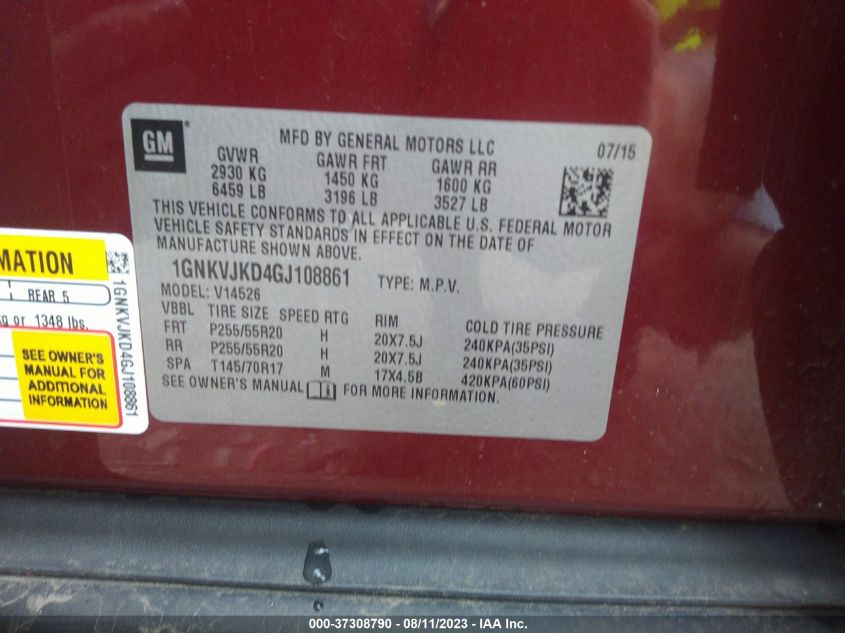 GM
MFD BY GENERAL MOTORS LLC
07/15
GVWR GAWR FRT GAWR RR
2930 KG 1450 KG 1600 KG
6459 LB 3196 LB 3527 LB
THIS VEHICLE CONFORMS TO ALL APPLICABLE U.S. FEDERAL MOTOR
VEHICLE SAFETY STANDARDS IN EFFECT ON THE DATE OF
MANUFACTURE SHOWN ABOVE.
1GNKVJKD4GJ108861 TYPE: M.P.V.
MODEL: V14526
VBBL TIRE SIZE SPEED RTG RIM COLD TIRE PRESSURE
FRT P255/55R20 H 20X7.5J 240KPA(35PSI)
RR P255/55R20 H 20X7.5J 240KPA(35PSI)
SPA T145/70R17 M 17X4.5B 420KPA(60PSI)
SEE OWNER'S MANUAL FOR MORE INFORMATION.
MATION
REAR 5
kg or 1348 lbs.
SEE OWNER'S
MANUAL FOR
ADDITIONAL
INFORMATION
1GNKVJKD4GJ108861
000-37308790 - 08/11/2023 - IAA Inc.